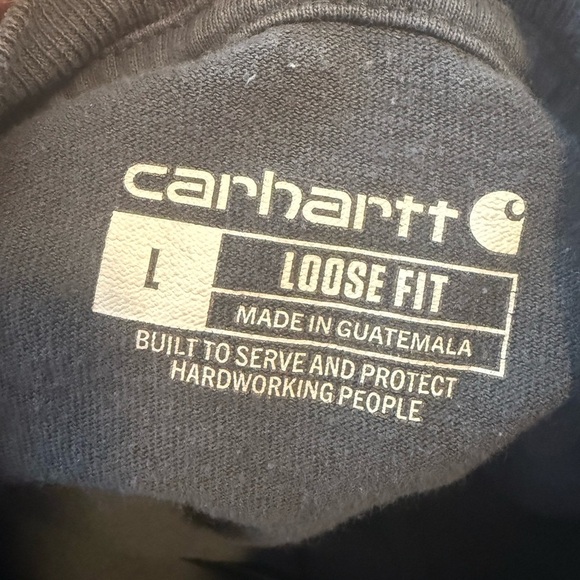 carhartt
L
LOOSE FIT
MADE IN GUATEMALA
BUILT TO SERVE AND PROTECT
HARDWORKING PEOPLE